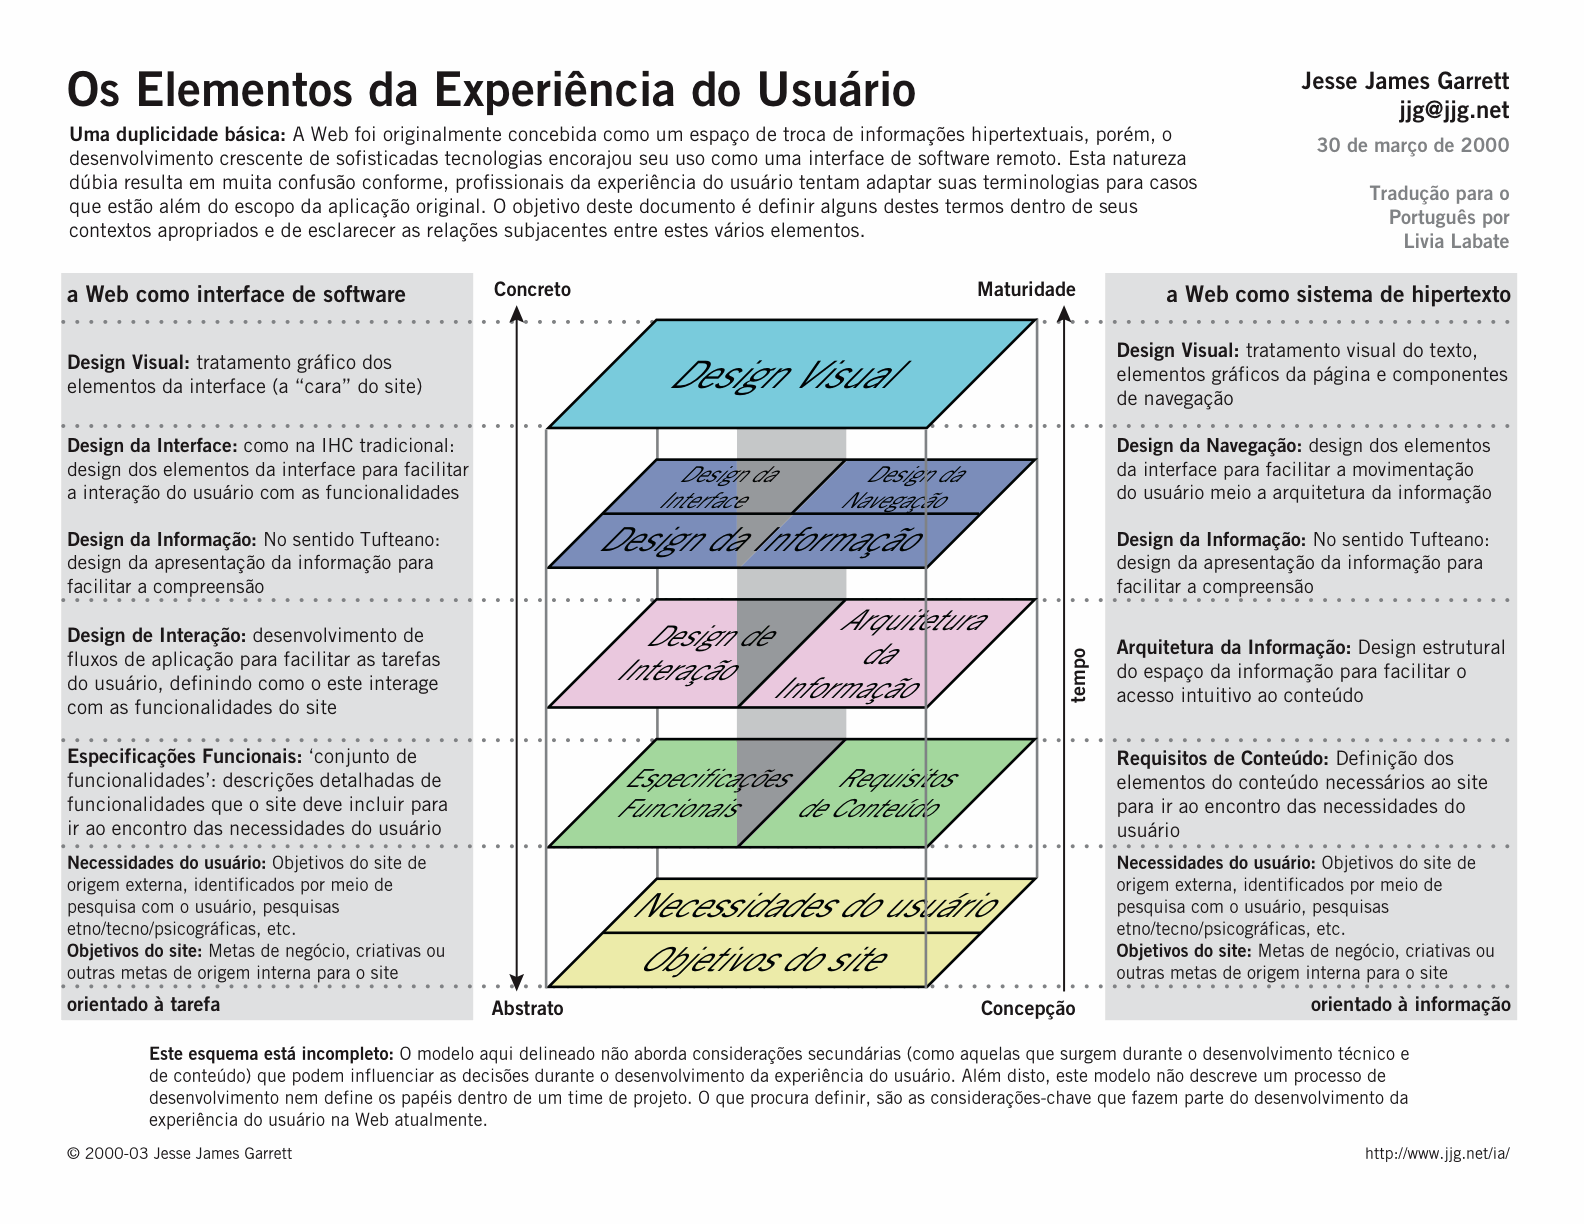 Os Elementos da Experiência do Usuário
Uma duplicidade básica: A Web foi originalmente concebida como um espaço de troca de informações hipertextuais, porém, o
desenvolvimento crescente de sofisticadas tecnologias encorajou seu uso como uma interface de software remoto. Esta natureza
dúbia resulta em muita confusão conforme, profissionais da experiência do usuário tentam adaptar suas terminologias para casos
que estão além do escopo da aplicação original. O objetivo deste documento é definir alguns destes termos dentro de seus
contextos apropriados e de esclarecer as relações subjacentes entre estes vários elementos.
Jesse James Garrett
jjg@jjg.net
30 de março de 2000
Tradução para o
Português por
Livia Labate
a Web como interface de software
Design Visual: tratamento gráfico dos
elementos da interface (a “cara” do site)
Design da Interface: como na IHC tradicional:
design dos elementos da interface para facilitar
a interação do usuário com as funcionalidades
Design da Informação: No sentido Tufteano:
design da apresentação da informação para
facilitar a compreensão
Design de Interação: desenvolvimento de
fluxos de aplicação para facilitar as tarefas
do usuário, definindo como o este interage
com as funcionalidades do site
Especificações Funcionais: ‘conjunto de
funcionalidades’: descrições detalhadas de
funcionalidades que o site deve incluir para
ir ao encontro das necessidades do usuário
Necessidades do usuário: Objetivos do site de
origem externa, identificados por meio de
pesquisa com o usuário, pesquisas
etno/tecno/psicográficas, etc.
Objetivos do site: Metas de negócio, criativas ou
outras metas de origem interna para o site
orientado à tarefa
Concreto
Maturidade
Design Visual
Design da
Interface
Design da
Navegação
Design da Informação
Design de
Interação
Arquitetura
da
Informação
Especificações
Funcionais
Requisitos
de Conteúdo
Necessidades do usuário
Objetivos do site
tempo
Abstrato
Concepção
a Web como sistema de hipertexto
Design Visual: tratamento visual do texto,
elementos gráficos da página e componentes
de navegação
Design da Navegação: design dos elementos
da interface para facilitar a movimentação
do usuário meio a arquitetura da informação
Design da Informação: No sentido Tufteano:
design da apresentação da informação para
facilitar a compreensão
Arquitetura da Informação: Design estrutural
do espaço da informação para facilitar o
acesso intuitivo ao conteúdo
Requisitos de Conteúdo: Definição dos
elementos do conteúdo necessários ao site
para ir ao encontro das necessidades do
usuário
Necessidades do usuário: Objetivos do site de
origem externa, identificados por meio de
pesquisa com o usuário, pesquisas
etno/tecno/psicográficas, etc.
Objetivos do site: Metas de negócio, criativas ou
outras metas de origem interna para o site
orientado à informação
Este esquema está incompleto: O modelo aqui delineado não aborda considerações secundárias (como aquelas que surgem durante o desenvolvimento técnico e
de conteúdo) que podem influenciar as decisões durante o desenvolvimento da experiência do usuário. Além disto, este modelo não descreve um processo de
desenvolvimento nem define os papéis dentro de um time de projeto. O que procura definir, são as considerações-chave que fazem parte do desenvolvimento da
experiência do usuário na Web atualmente.
© 2000-03 Jesse James Garrett
http://www.jjg.net/ia/